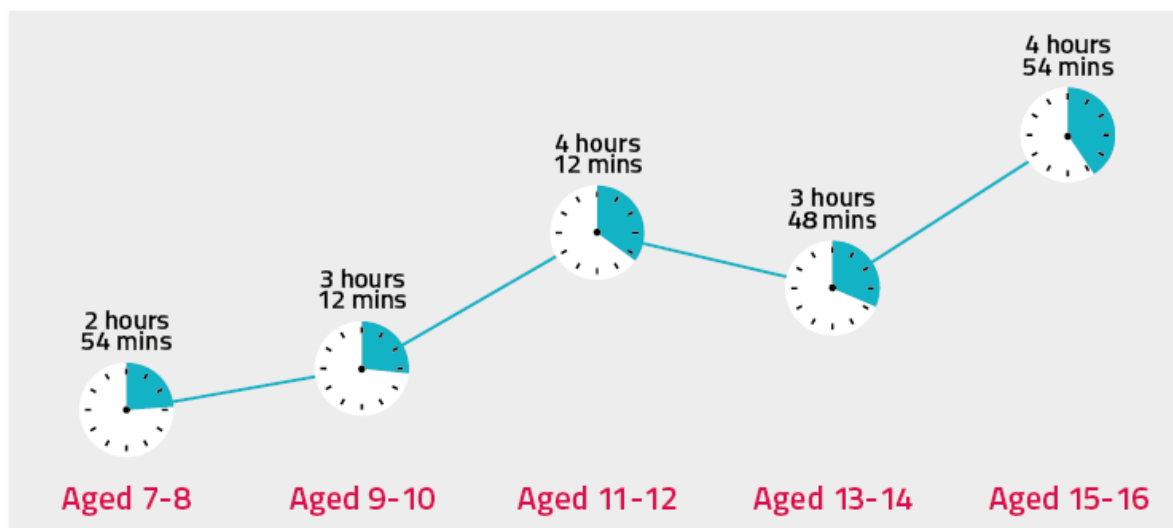 2 hours
54 mins
3 hours
12 mins
4 hours
12 mins
3 hours
48 mins
4 hours
54 mins
Aged 7-8
Aged 9-10
Aged 11-12
Aged 13-14
Aged 15-16